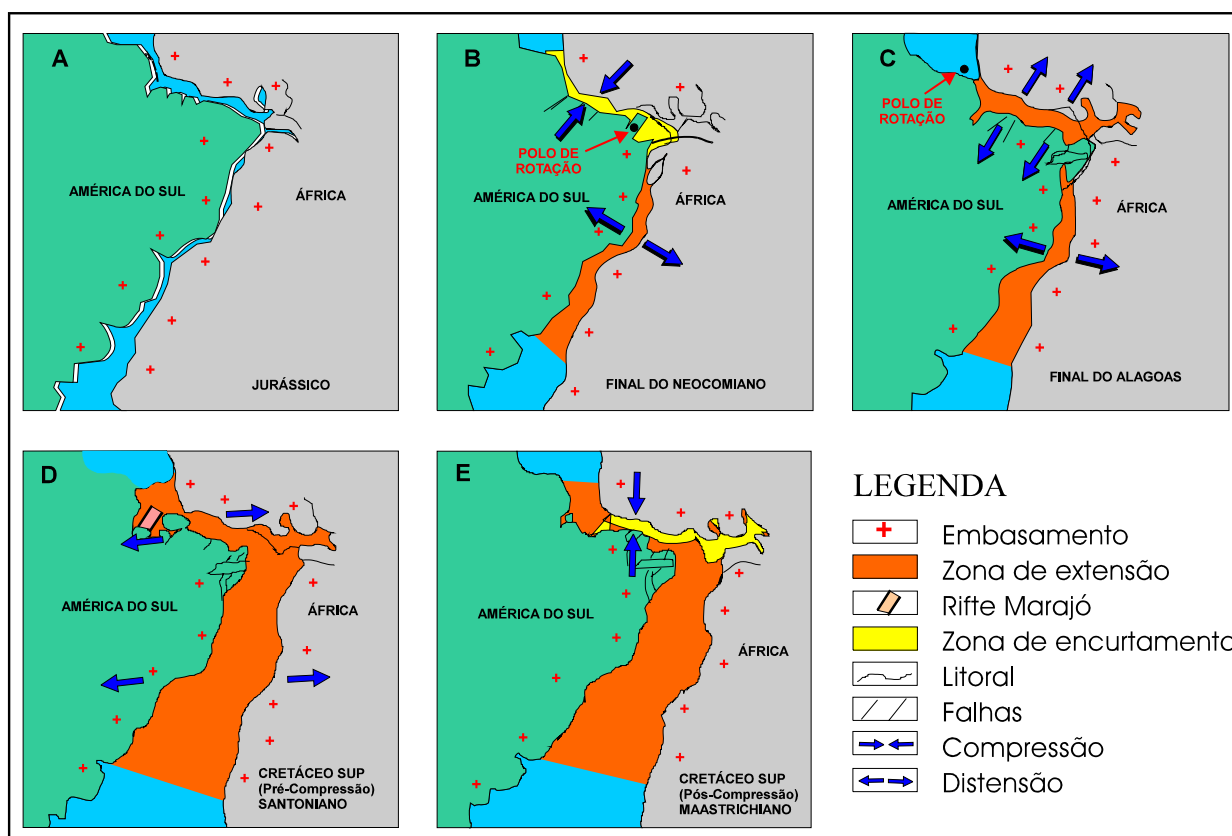 A
AMÉRICA DO SUL
ÁFRICA
JURÁSSICO
B
POLO DE
ROTAÇÃO
AMÉRICA DO SUL
ÁFRICA
FINAL DO NEOCOMIANO
C
POLO DE
ROTAÇÃO
AMÉRICA DO SUL
ÁFRICA
FINAL DO ALAGOAS
D
AMÉRICA DO SUL
ÁFRICA
CRETÁCEO SUP
(Pré-Compressão)
SANTONIANO
E
AMÉRICA DO SUL
ÁFRICA
CRETÁCEO SUP
(Pós-Compressão)
MAASTRICHIANO
LEGENDA
Embasamento
Zona de extensão
Rifte Marajó
Zona de encurtamento
Litoral
Falhas
Compressão
Distensão